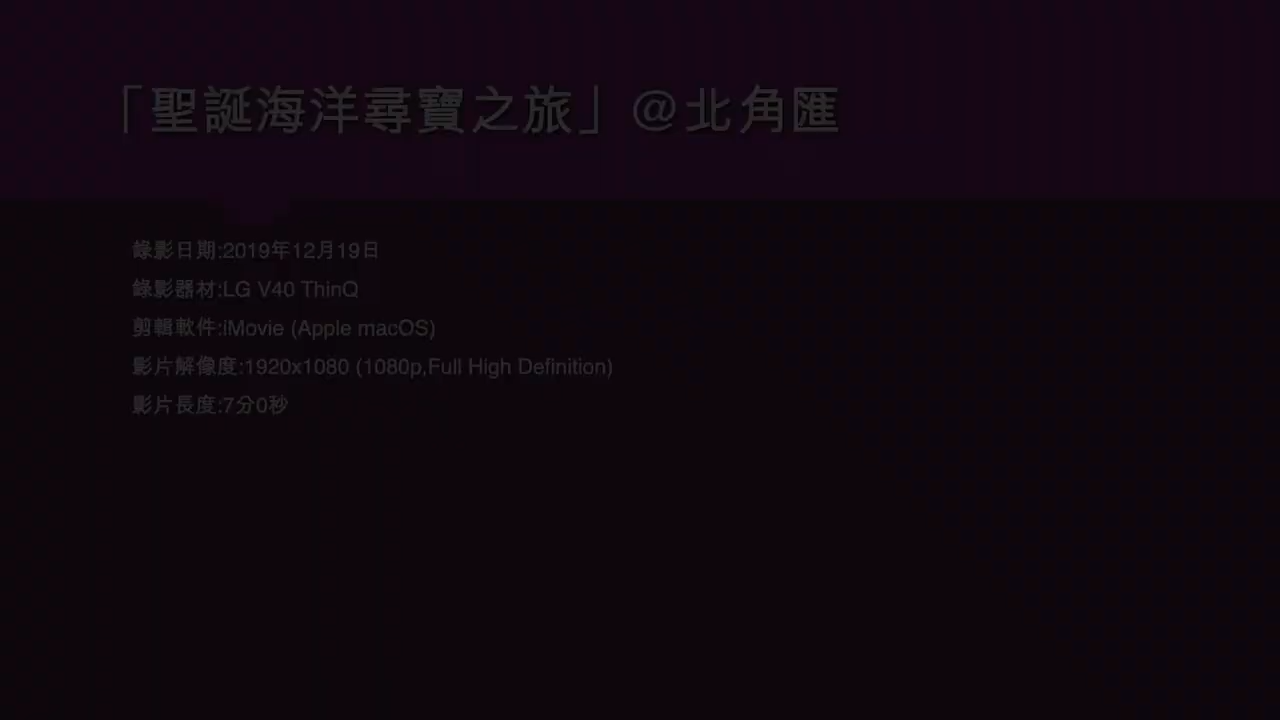 「聖誕海洋尋寶之旅」@北角匯
錄影日期:2019年12月19日
錄影器材:LG V40 ThinQ
剪輯軟件:iMovie (Apple macOS)
影片解像度:1920x1080 (1080p,Full High Definition)
影片長度:7分0秒